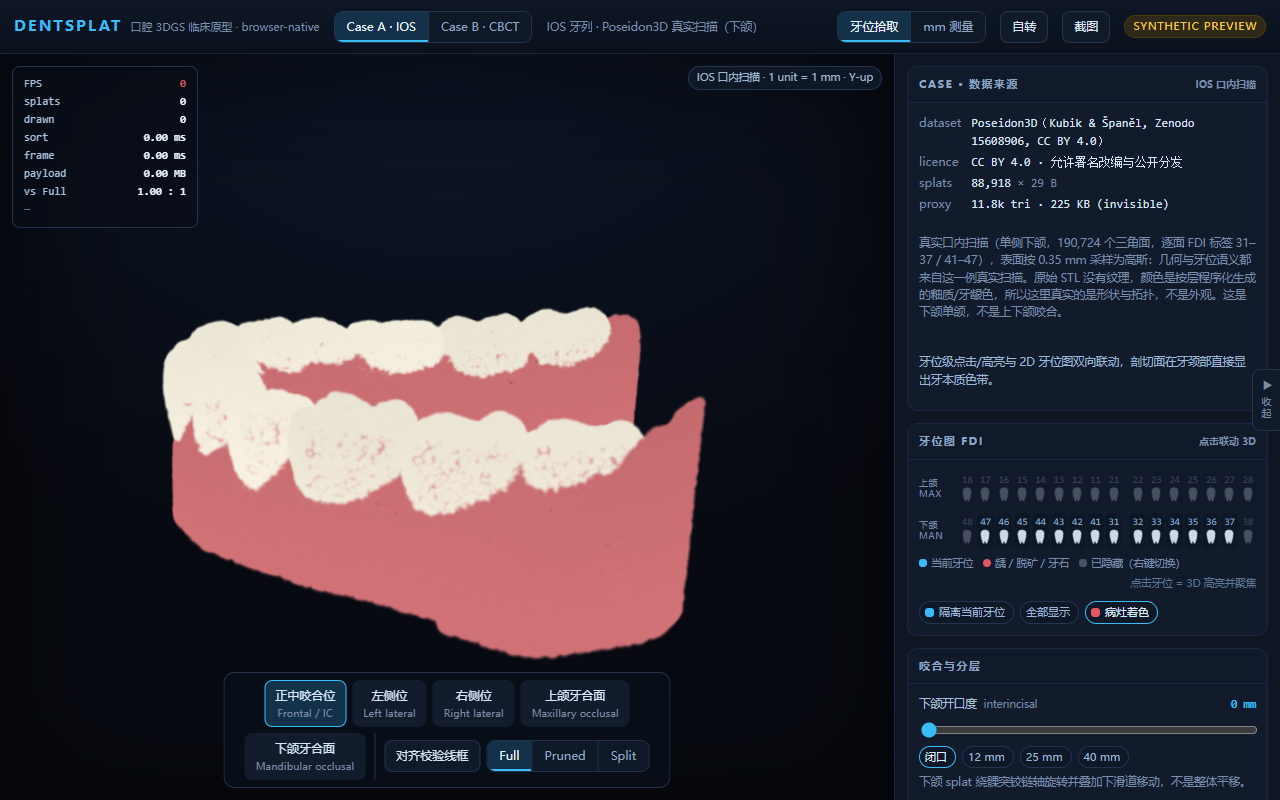 DENTSPLAT 口腔 3DGS 临床原型 · browser-native Case A · IOS Case B · CBCT IOS 牙列 · Poseidon3D 真实扫描（下颌） 牙位拾取 mm 测量 自转 截图 SYNTHETIC PREVIEW
FPS 0
splats 0
drawn 0
sort 0.00 ms
frame 0.00 ms
payload 0.00 MB
vs Full 1.00 : 1
—
IOS 口内扫描 · 1 unit = 1 mm · Y-up
正中咬合位
Frontal / IC
左侧位
Left lateral
右侧位
Right lateral
上颌牙合面
Maxillary occlusal
下颌牙合面
Mandibular occlusal
对齐校验线框 Full Pruned Split
CASE · 数据来源 IOS 口内扫描
dataset Poseidon3D（Kubik & Španěl, Zenodo
15608906, CC BY 4.0）
licence CC BY 4.0 · 允许署名改编与公开分发
splats 88,918 × 29 B
proxy 11.8k tri · 225 KB (invisible)
真实口内扫描（单侧下颌，190,724 个三角面，逐面 FDI 标签 31–
37 / 41–47），表面按 0.35 mm 采样为高斯：几何与牙位语义都
来自这一例真实扫描。原始 STL 没有纹理，颜色是按层程序化生成
的釉质/牙龈色，所以这里真实的是形状与拓扑，不是外观。这是
下颌单颌，不是上下颌咬合。
牙位级点击/高亮与 2D 牙位图双向联动，剖切面在牙颈部直接显
出牙本质色带。
▶
收
起
牙位图 FDI 点击联动 3D
上颌
MAX
18 17 16 15 14 13 12 11 21 22 23 24 25 26 27 28
下颌
MAN
48 47 46 45 44 43 42 41 31 32 33 34 35 36 37 38
当前牙位 龋 / 脱矿 / 牙石 已隐藏（右键切换）
点击牙位 = 3D 高亮并聚焦
隔离当前牙位 全部显示 病灶着色
咬合与分层
下颌开口度 interincisal 0 mm
闭口 12 mm 25 mm 40 mm
下颌 splat 绕髁突铰链轴旋转并叠加下滑道移动，不是整体平移。